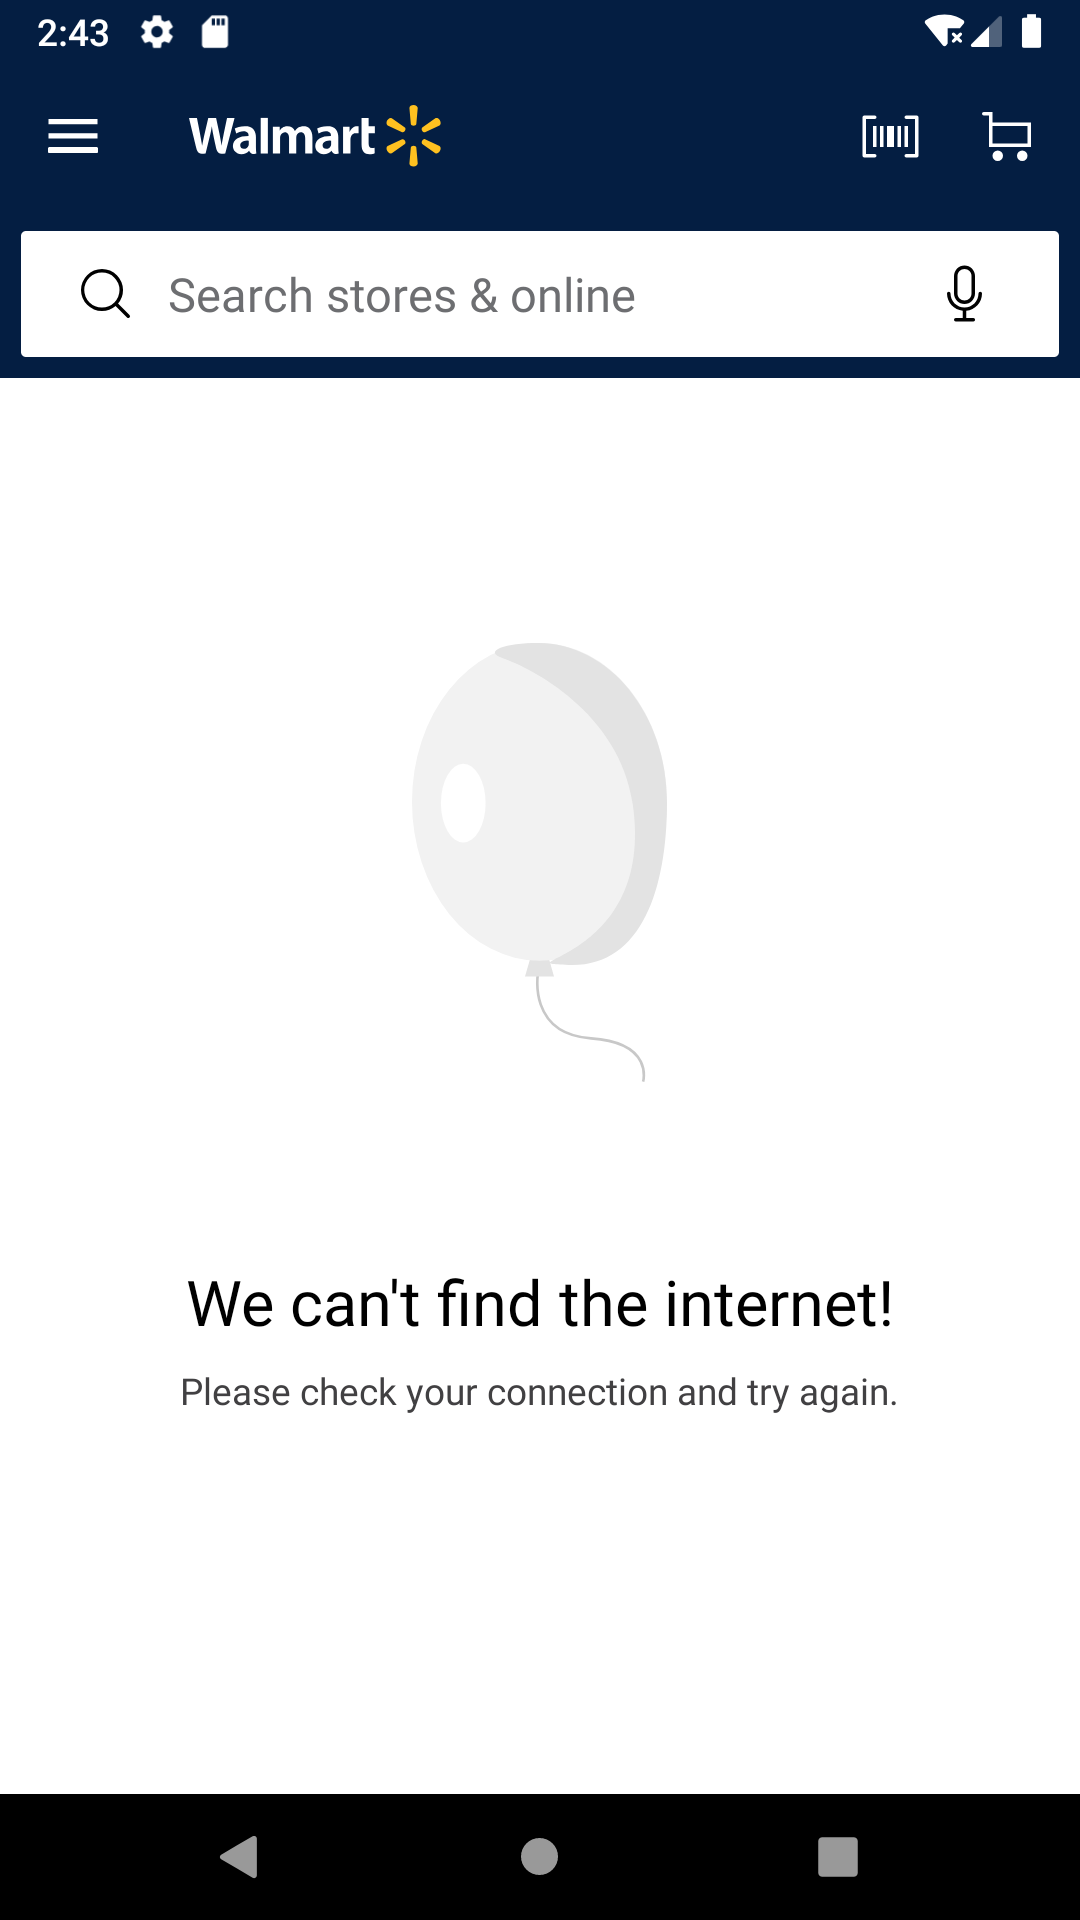 2:43
Walmart
Search stores & online
We can't find the internet!
Please check your connection and try again.